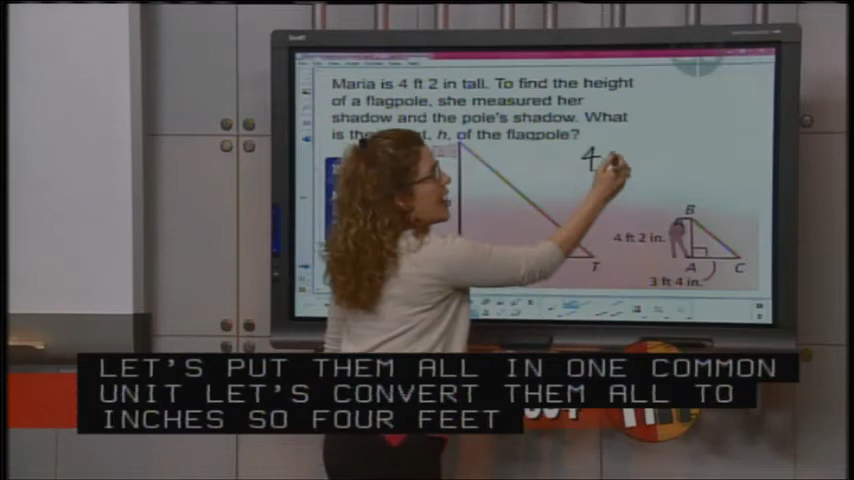 Maria is 4 ft 2 in tall. To find the height
of a flagpole, she measured her
shadow and the pole's shadow. What
is the t, h, of the flagpole?
4
B
4 ft 2 in.
T
A
C
3 ft 4 in.
LET'S PUT THEM ALL IN ONE COMMON
UNIT LET'S CONVERT THEM ALL TO
INCHES SO FOUR FEET